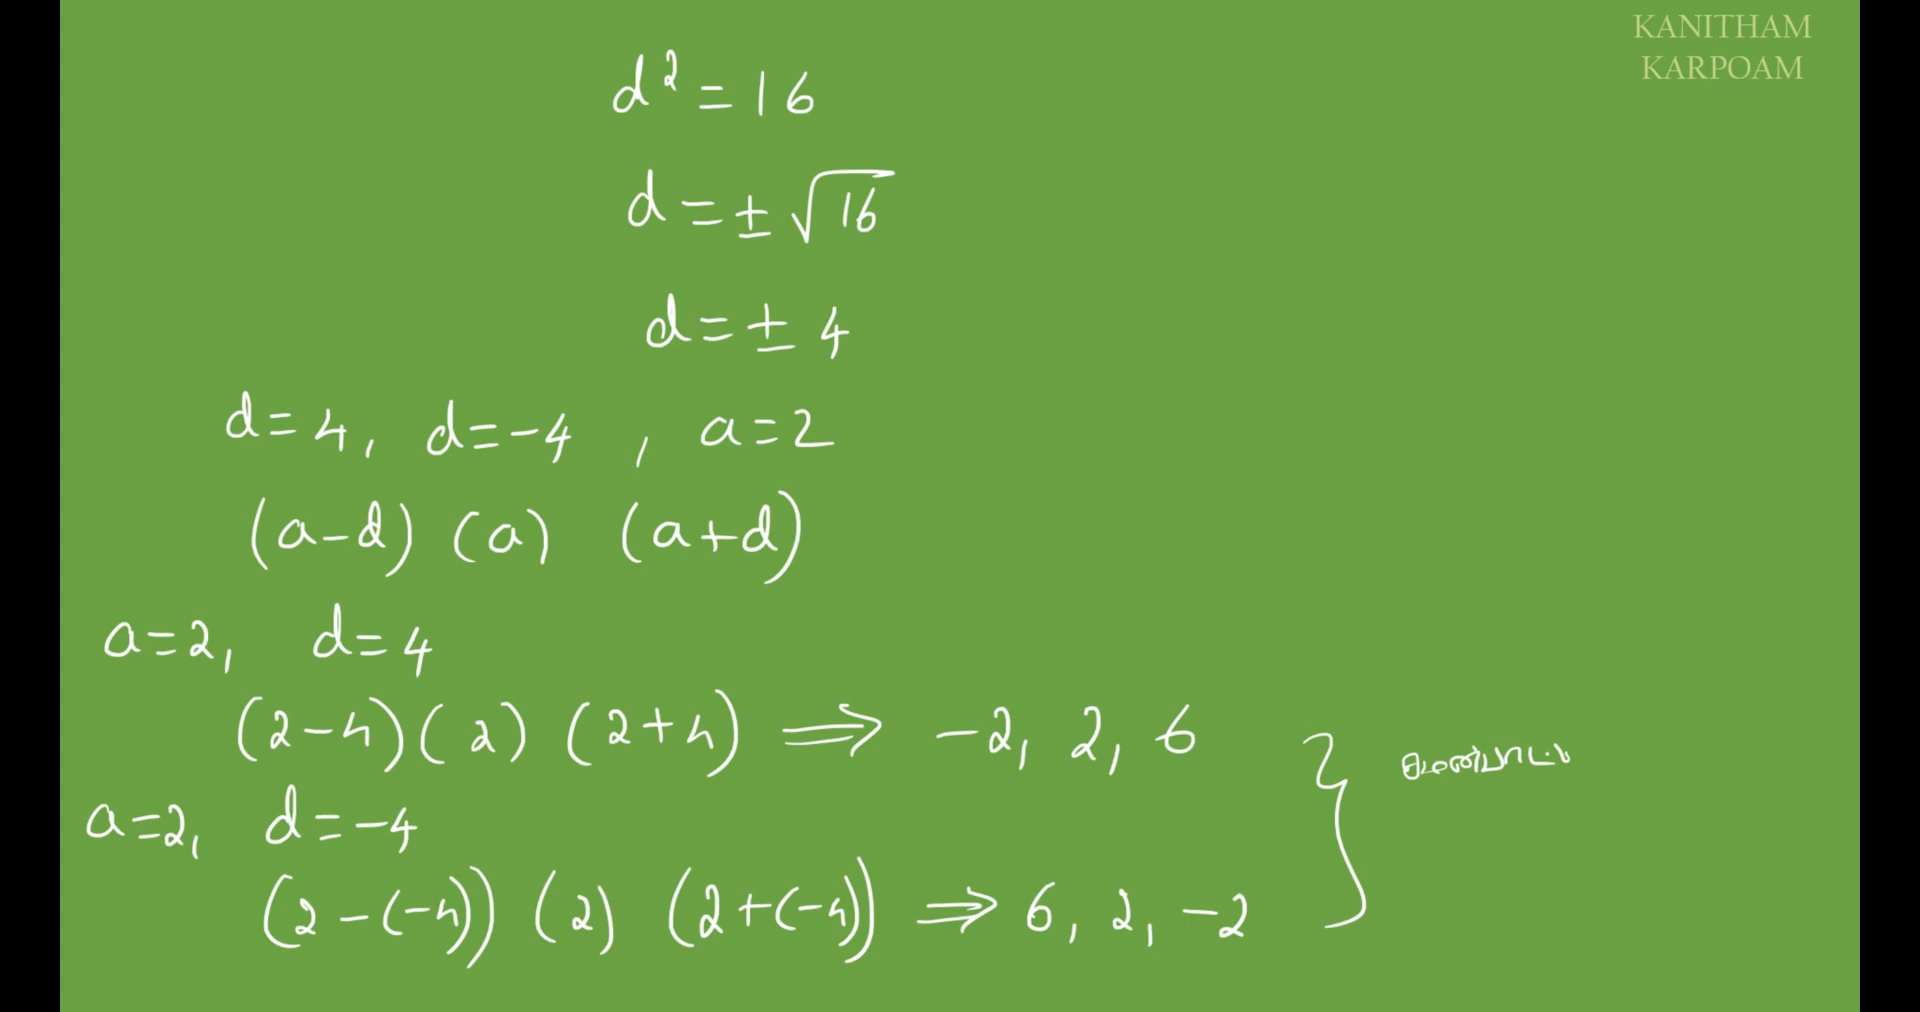 KANITHAM
KARPOAM
d² = 16
d = ± √16
d = ± 4
d = 4, d = -4, a = 2
(a-d) (a) (a+d)
a = 2, d = 4
(2-4) (2) (2+4) ⇒ -2, 2, 6
a = 2, d = -4
(2-(-4)) (2) (2+(-4)) ⇒ 6, 2, -2 }